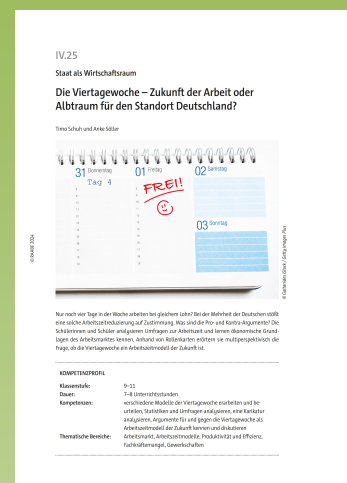 IV.25
Staat als Wirtschaftsraum
Die Viertagewoche – Zukunft der Arbeit oder
Albtraum für den Standort Deutschland?
Timo Schuh und Anke Söller
31 Donnerstag
01 Freitag
02 Samstag
Tag 4
FREI!
03 Sonntag
© RAABE 2024
Nur noch vier Tage in der Woche arbeiten bei gleichem Lohn? Bei der Mehrheit der Deutschen stößt
eine solche Arbeitszeitreduzierung auf Zustimmung. Was sind die Pro- und Kontra-Argumente? Die
Schülerinnen und Schüler analysieren Umfragen zur Arbeitszeit und lernen ökonomische Grund-
lagen des Arbeitsmarktes kennen. Anhand von Rollenkarten erörtern sie multiperspektivisch die
Frage, ob die Viertagewoche ein Arbeitszeitmodell der Zukunft ist.
KOMPETENZPROFIL
Klassenstufe: 9–11
Dauer: 7–8 Unterrichtsstunden
Kompetenzen: verschiedene Modelle der Viertagewoche erarbeiten und be-
urteilen, Statistiken und Umfragen analysieren, eine Karikatur
analysieren, Argumente für und gegen die Viertagewoche als
Arbeitszeitmodell der Zukunft kennen und diskutieren
Thematische Bereiche: Arbeitsmarkt, Arbeitszeitmodelle, Produktivität und Effizienz,
Fachkräftemangel, Gewerkschaften